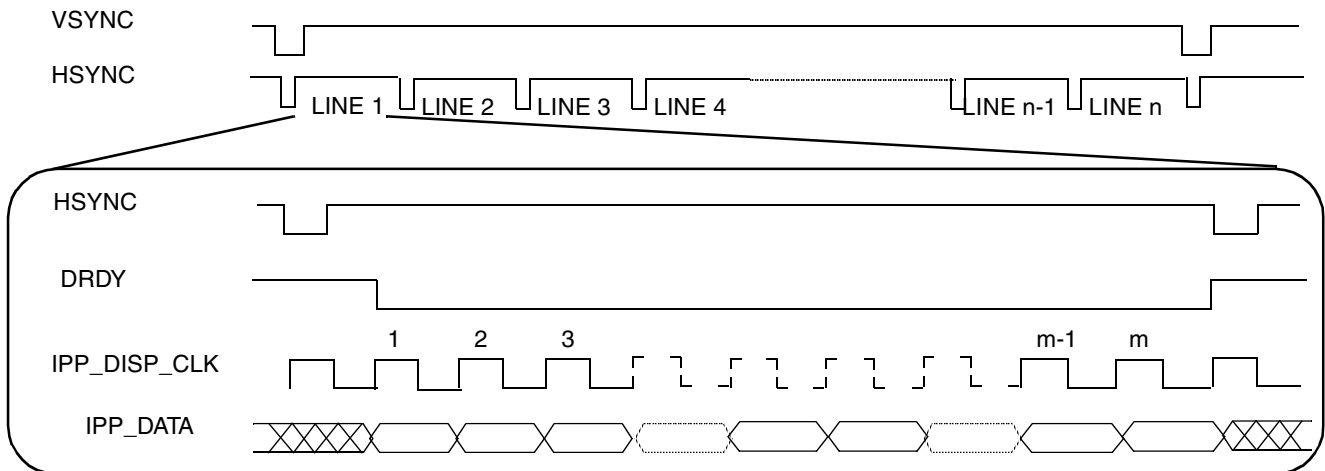 VSYNC
HSYNC
LINE 1 LINE 2 LINE 3 LINE 4 LINE n-1 LINE n
HSYNC
DRDY
1 2 3 m-1 m
IPP_DISP_CLK
IPP_DATA